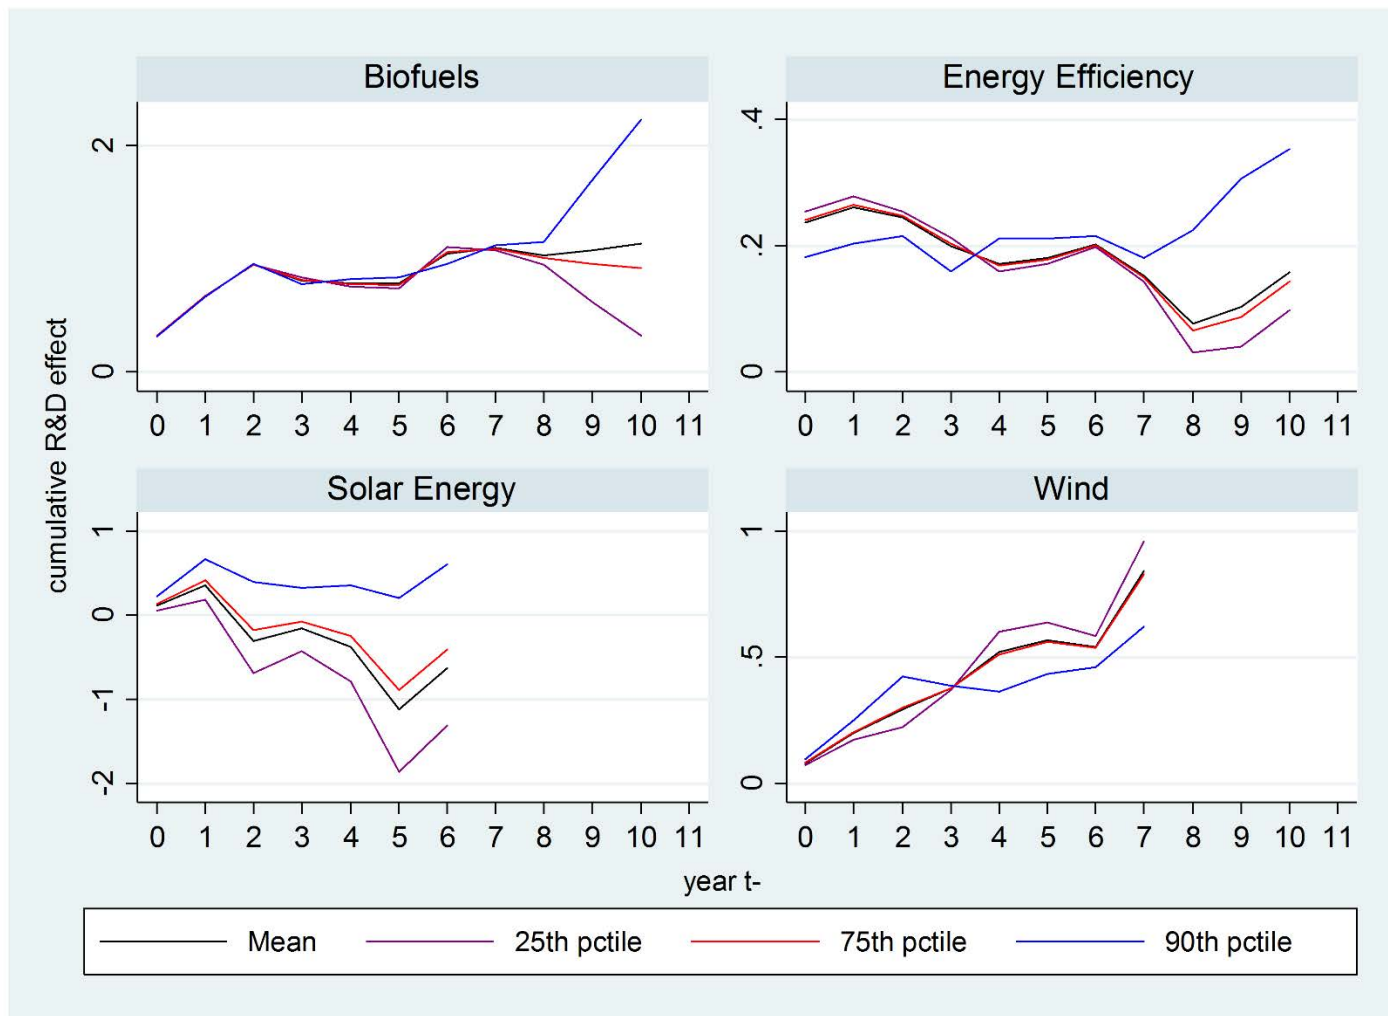 Biofuels
Energy Efficiency
2
0
0 1 2 3 4 5 6 7 8 9 10 11
.4
.2
0
0 1 2 3 4 5 6 7 8 9 10 11
Solar Energy
Wind
1
0
-1
-2
0 1 2 3 4 5 6 7 8 9 10 11
1
.5
0
0 1 2 3 4 5 6 7 8 9 10 11
cumulative R&D effect
year t-
Mean 25th pctile 75th pctile 90th pctile